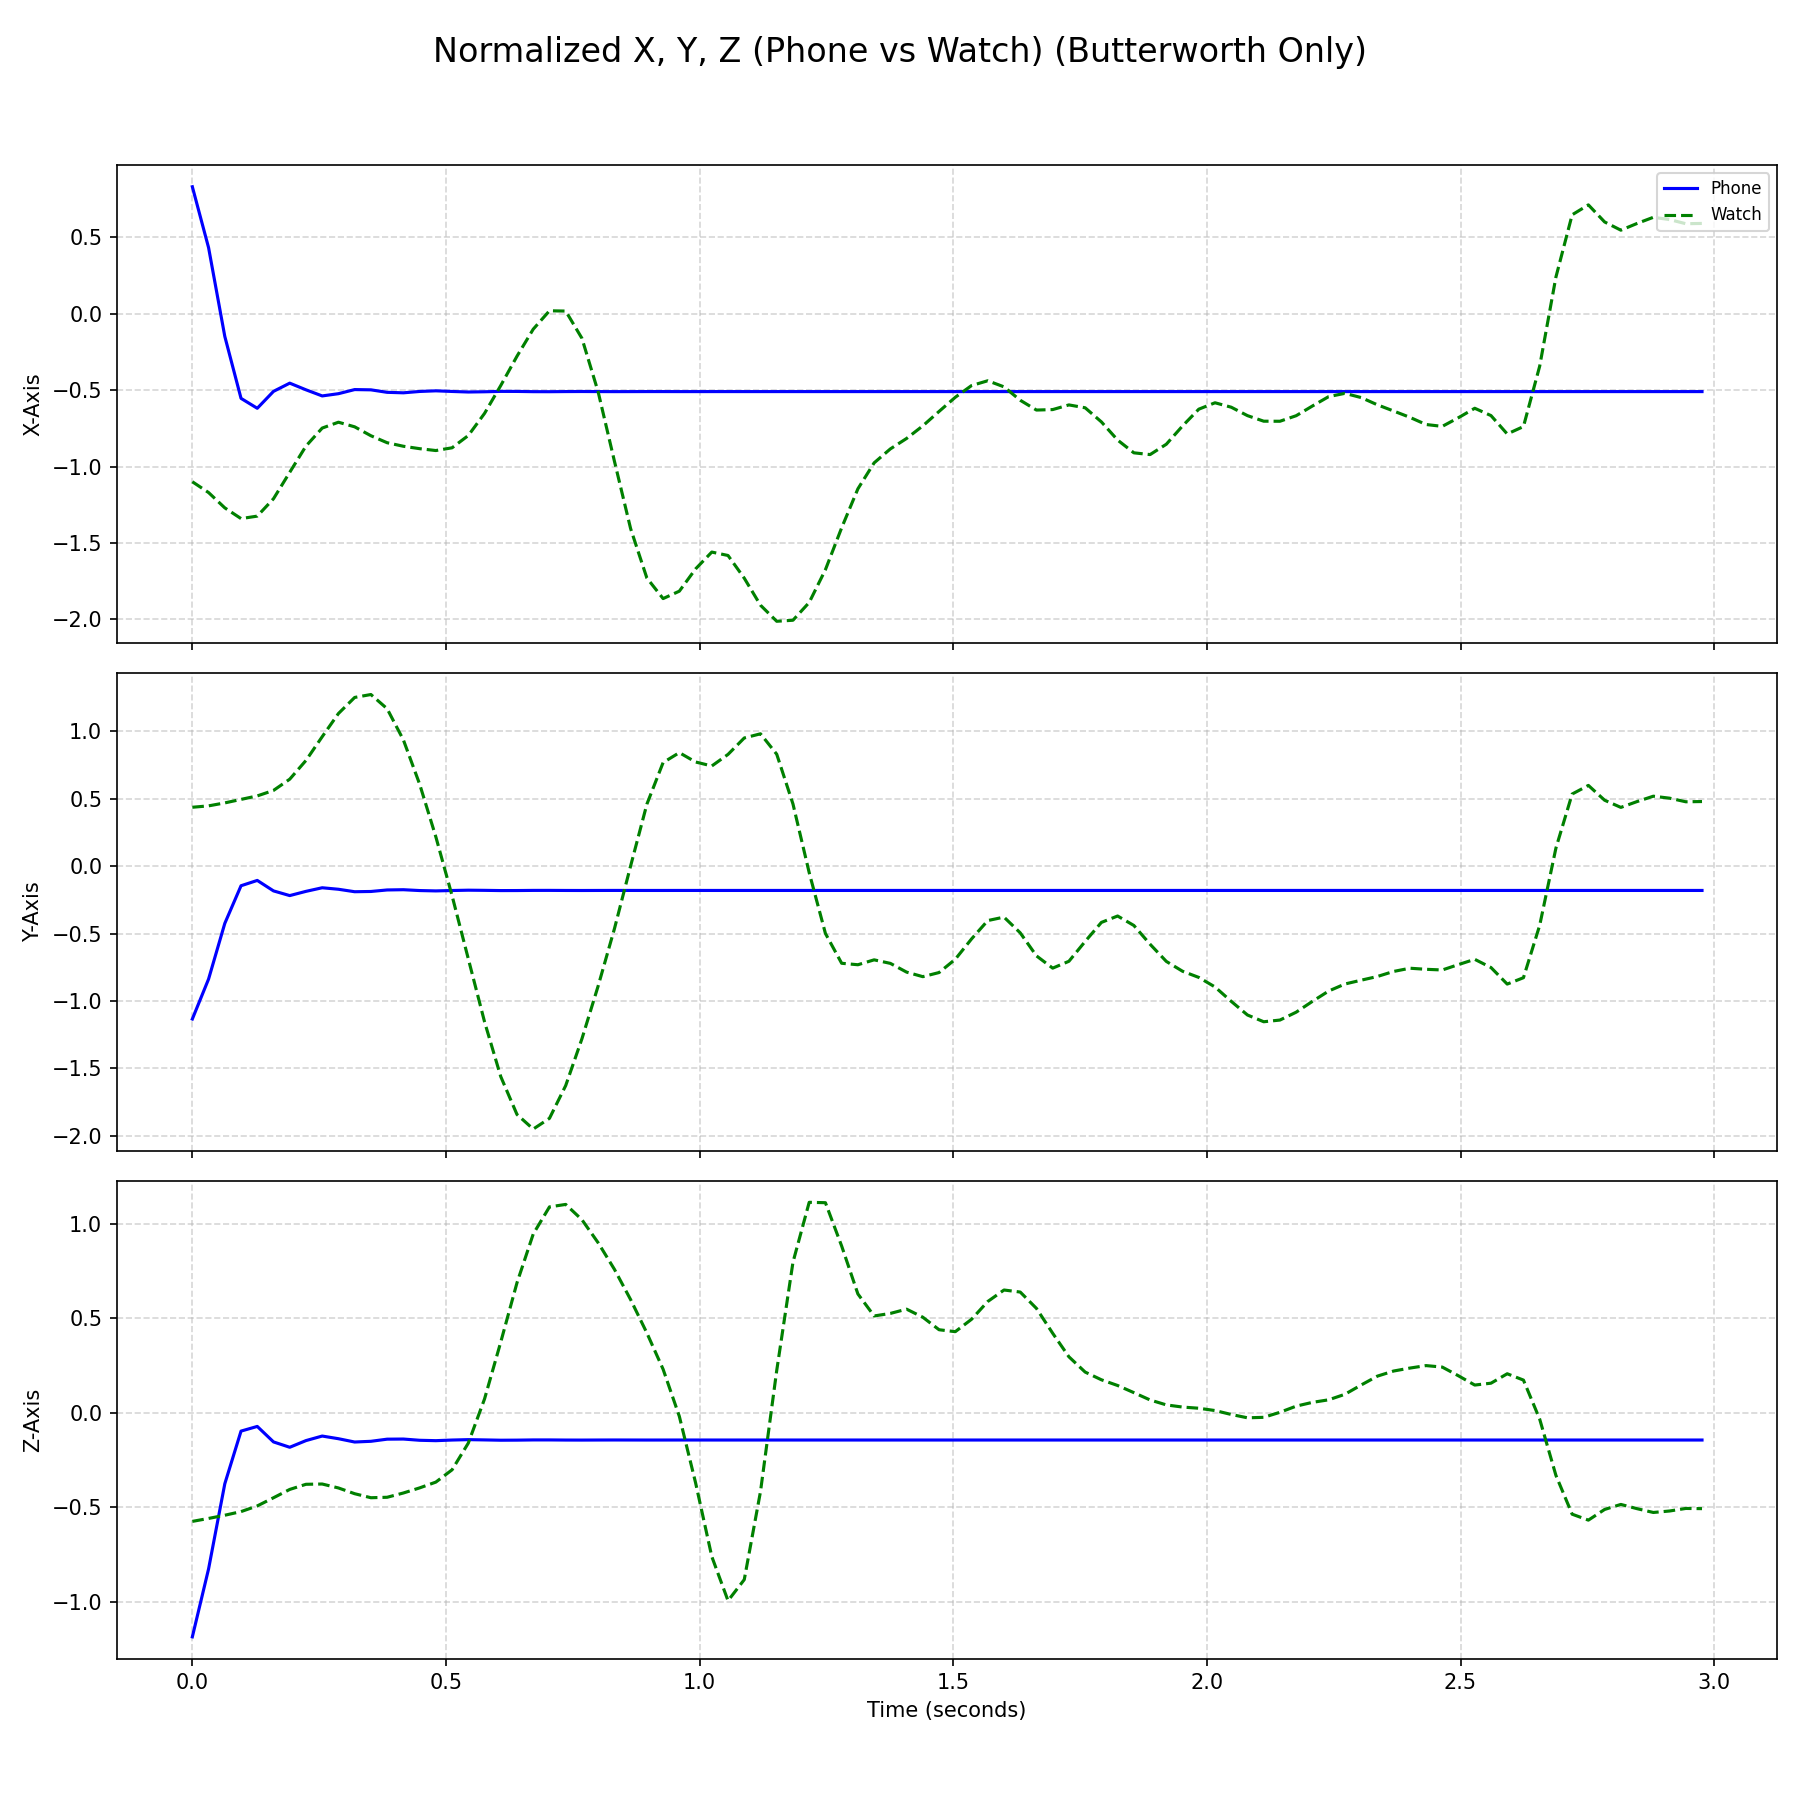 Normalized X, Y, Z (Phone vs Watch) (Butterworth Only)
Phone
Watch
0.5
0.0
−0.5
−1.0
−1.5
−2.0
X-Axis
1.0
0.5
0.0
−0.5
−1.0
−1.5
−2.0
Y-Axis
1.0
0.5
0.0
−0.5
−1.0
Z-Axis
0.0 0.5 1.0 1.5 2.0 2.5 3.0
Time (seconds)